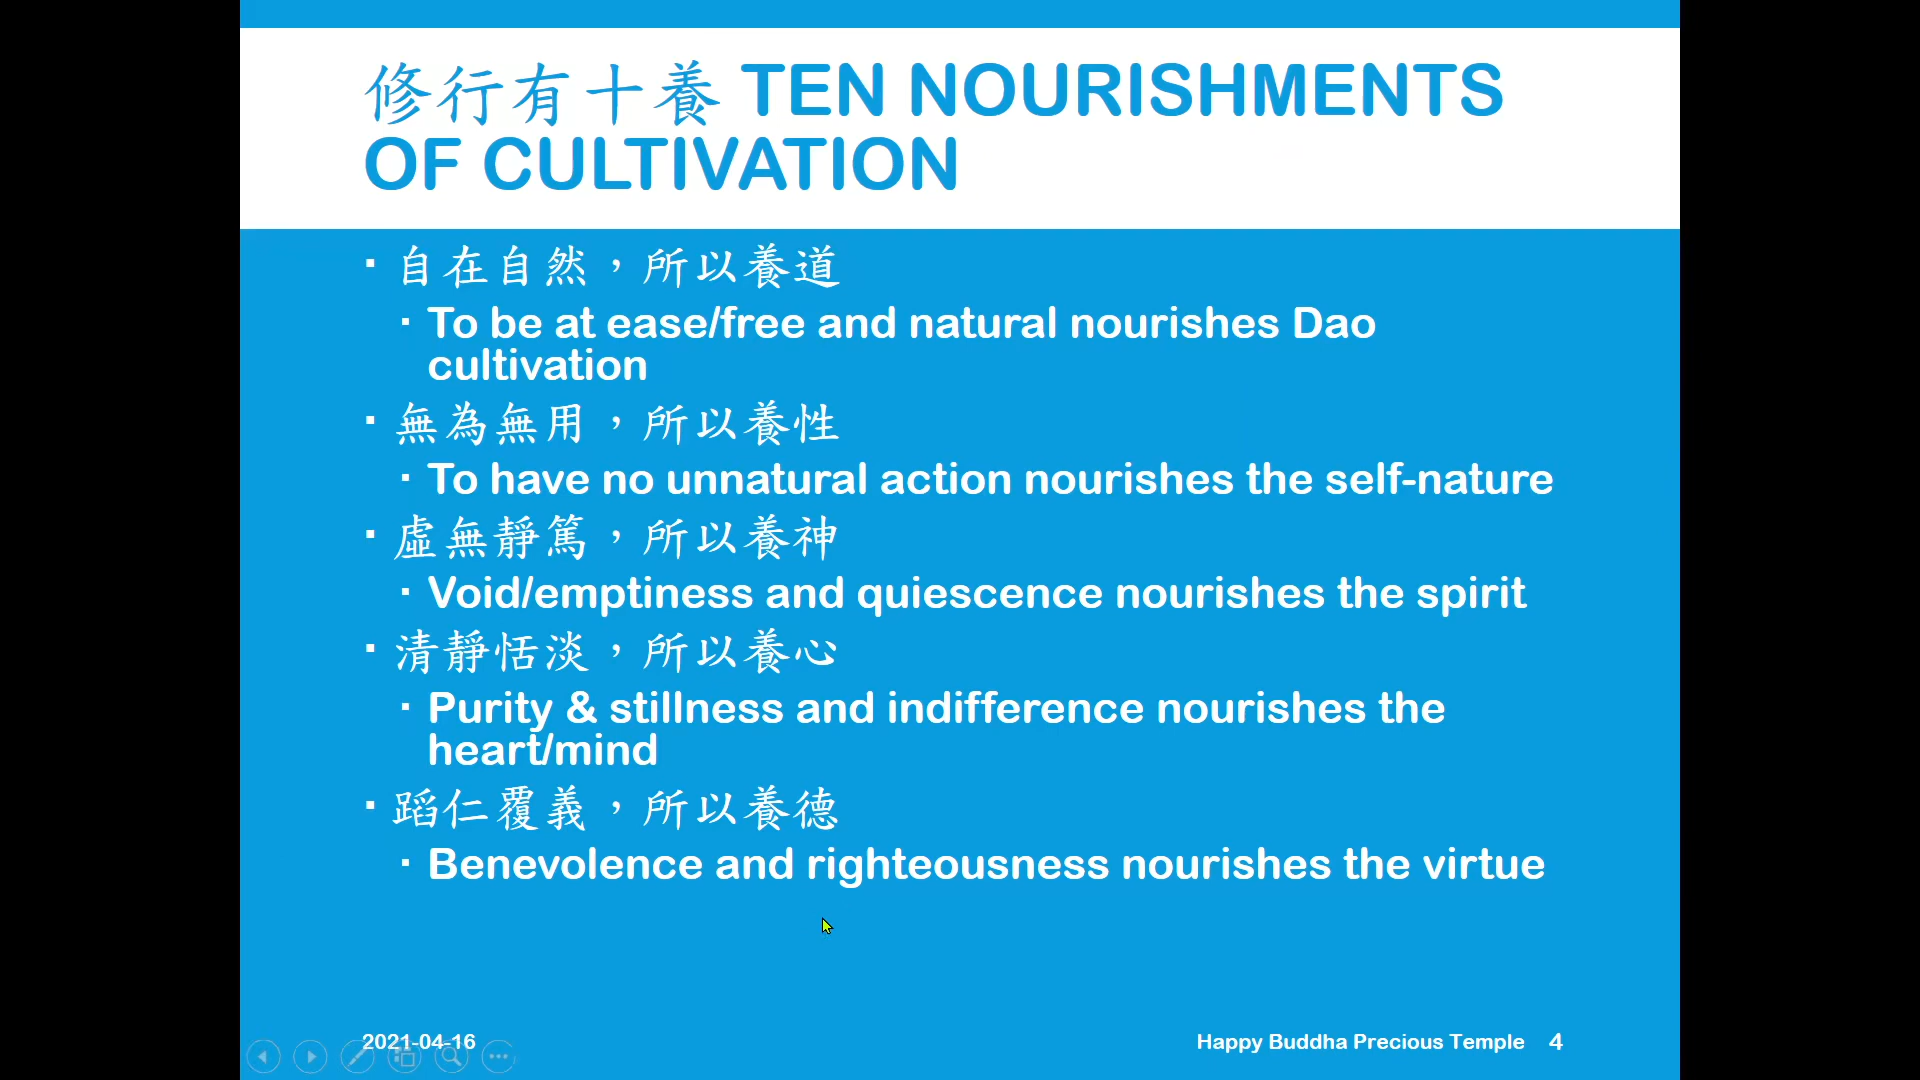 修行有十養 TEN NOURISHMENTS
OF CULTIVATION
▪ 自在自然，所以養道
▪ To be at ease/free and natural nourishes Dao
cultivation
▪ 無為無用，所以養性
▪ To have no unnatural action nourishes the self-nature
▪ 虛無靜篤，所以養神
▪ Void/emptiness and quiescence nourishes the spirit
▪ 清靜恬淡，所以養心
▪ Purity & stillness and indifference nourishes the
heart/mind
▪ 蹈仁覆義，所以養德
▪ Benevolence and righteousness nourishes the virtue
2021-04-16
Happy Buddha Precious Temple 4